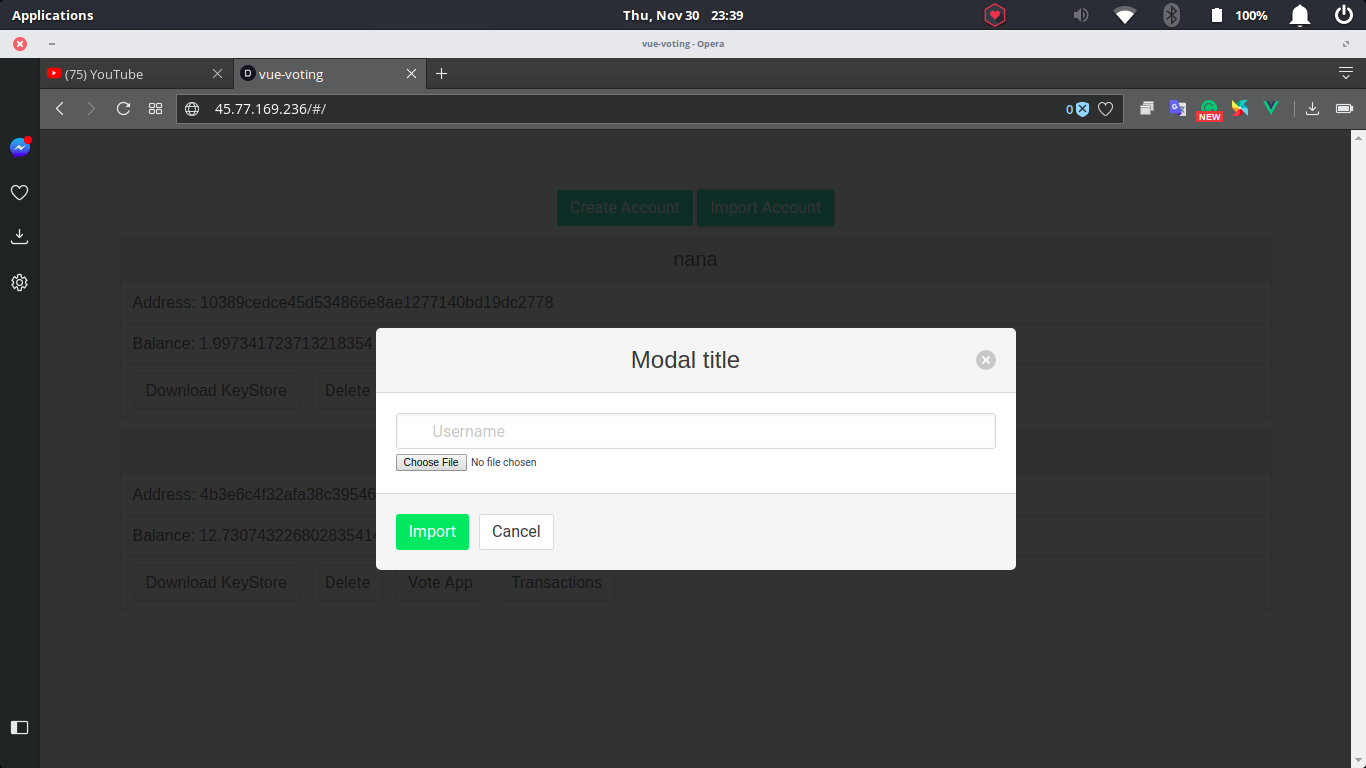 Applications Thu, Nov 30 23:39 100%
vue-voting - Opera
(75) YouTube D vue-voting
45.77.169.236/#/ 0 NEW
Create Account Import Account
nana
Address: 10389cedce45d534866e8ae1277140bd19dc2778
Balance: 1.997341723713218354
Download KeyStore Delete
Modal title
Username
Choose File No file chosen
Import Cancel
Address: 4b3e6c4f32afa38c39546
Balance: 12.7307432268028354
Download KeyStore Delete Vote App Transactions